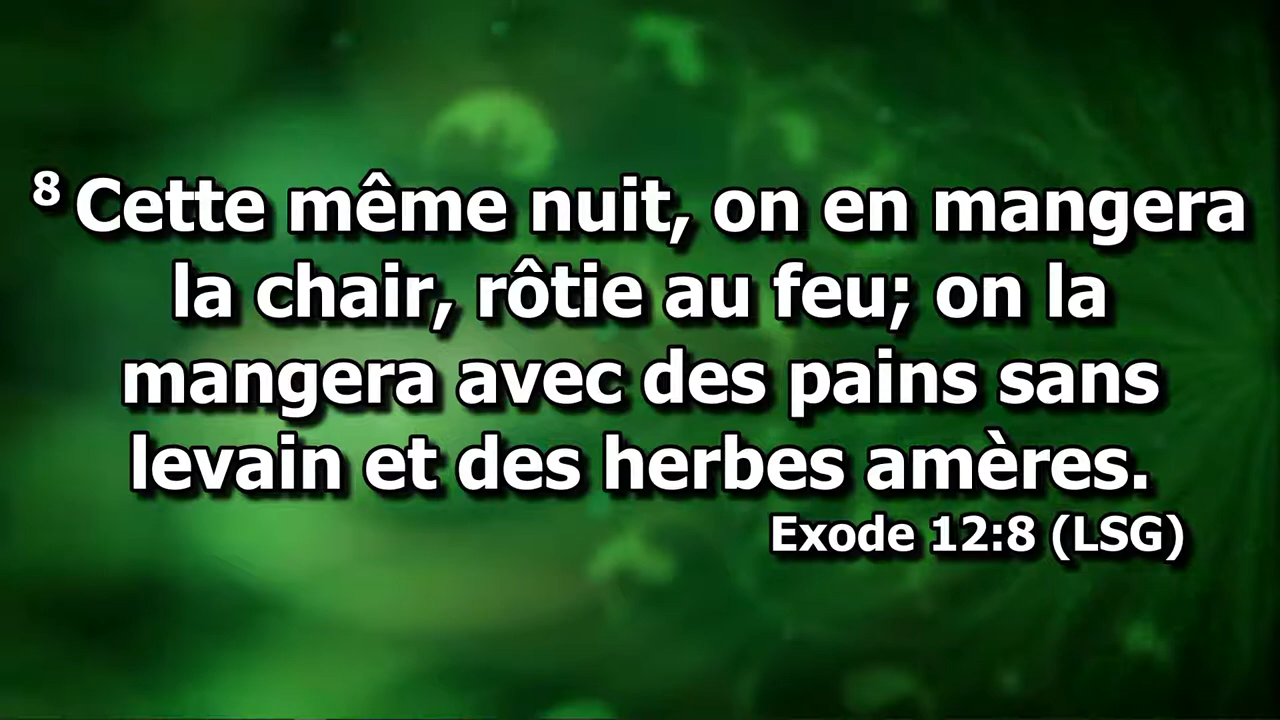 8 Cette même nuit, on en mangera
la chair, rôtie au feu; on la
mangera avec des pains sans
levain et des herbes amères.
Exode 12:8 (LSG)